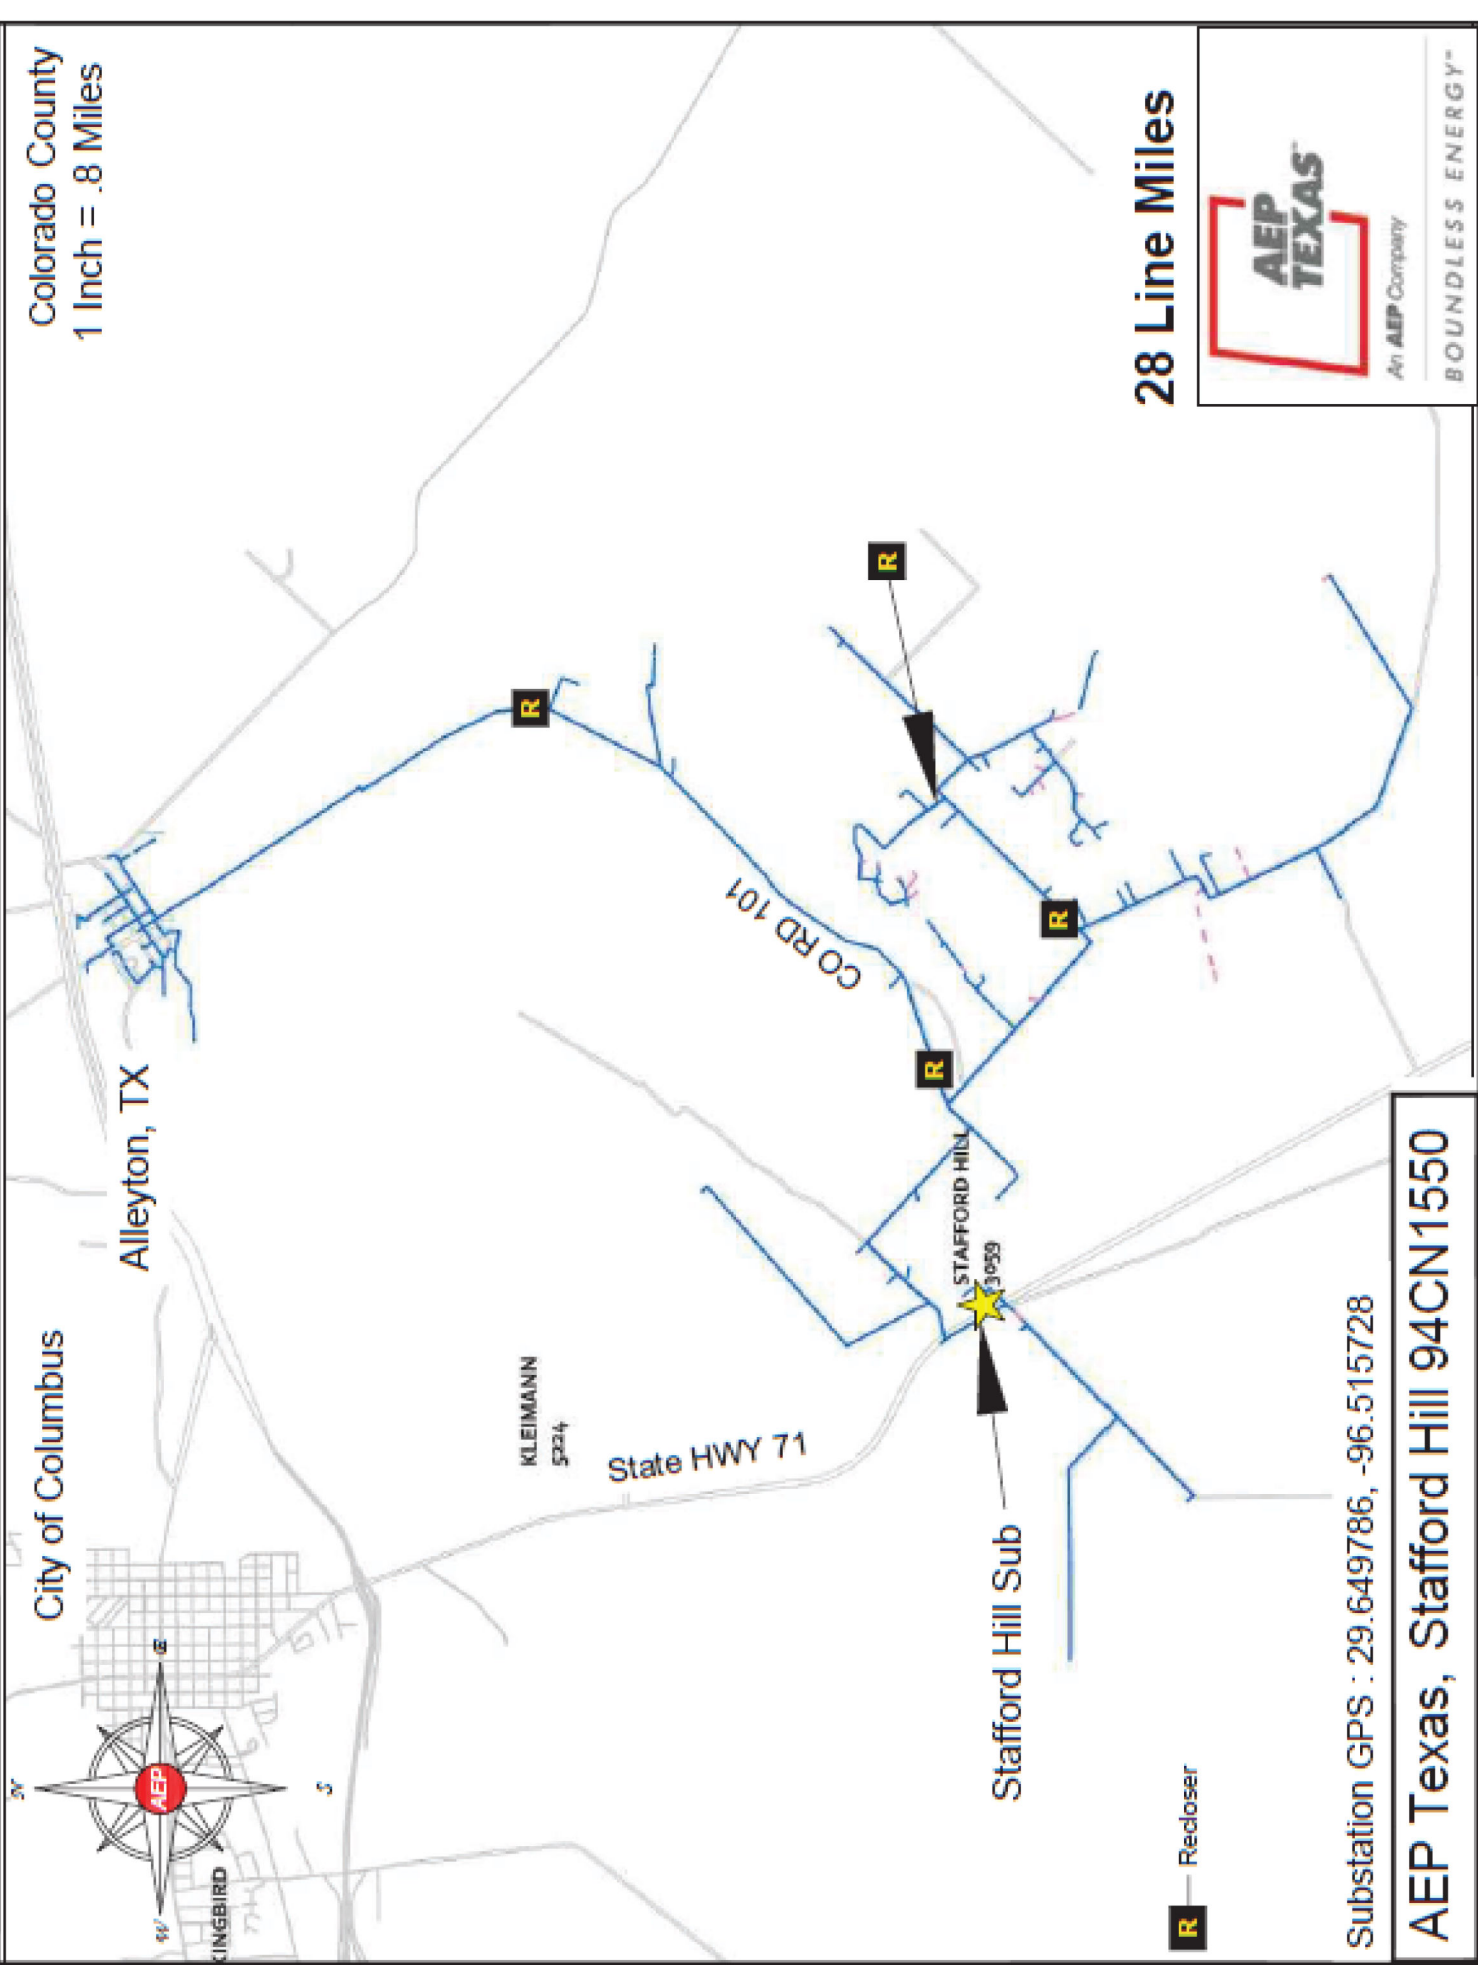 City of Columbus
Alleyton, TX
Colorado County
1 Inch = .8 Miles
N
W
E
S
AEP
KINGBIRD
KLEIMANN
5224
State HWY 71
CO RD 101
R
R
R
R
STAFFORD HILL
3959
Stafford Hill Sub
R
Recloser
28 Line Miles
Substation GPS : 29.649786, -96.515728
AEP Texas, Stafford Hill 94CN1550
AEP
TEXAS
An AEP Company
BOUNDLESS ENERGY